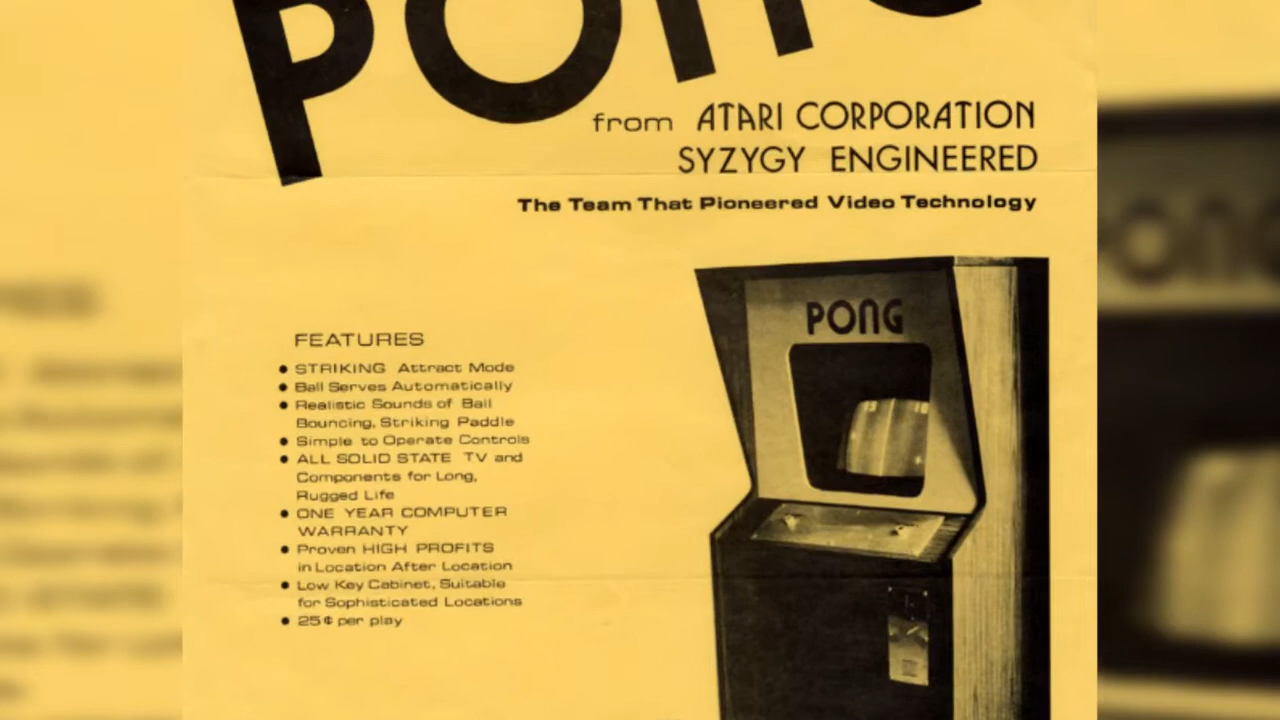 PONG
from ATARI CORPORATION
SYZYGY ENGINEERED
The Team That Pioneered Video Technology
PONG
FEATURES
• STRIKING Attract Mode
• Ball Serves Automatically
• Realistic Sounds of Ball
Bouncing, Striking Paddle
• Simple to Operate Controls
• ALL SOLID STATE TV and
Components for Long,
Rugged Life
• ONE YEAR COMPUTER
WARRANTY
• Proven HIGH PROFITS
in Location After Location
• Low Key Cabinet, Suitable
for Sophisticated Locations
• 25¢ per play